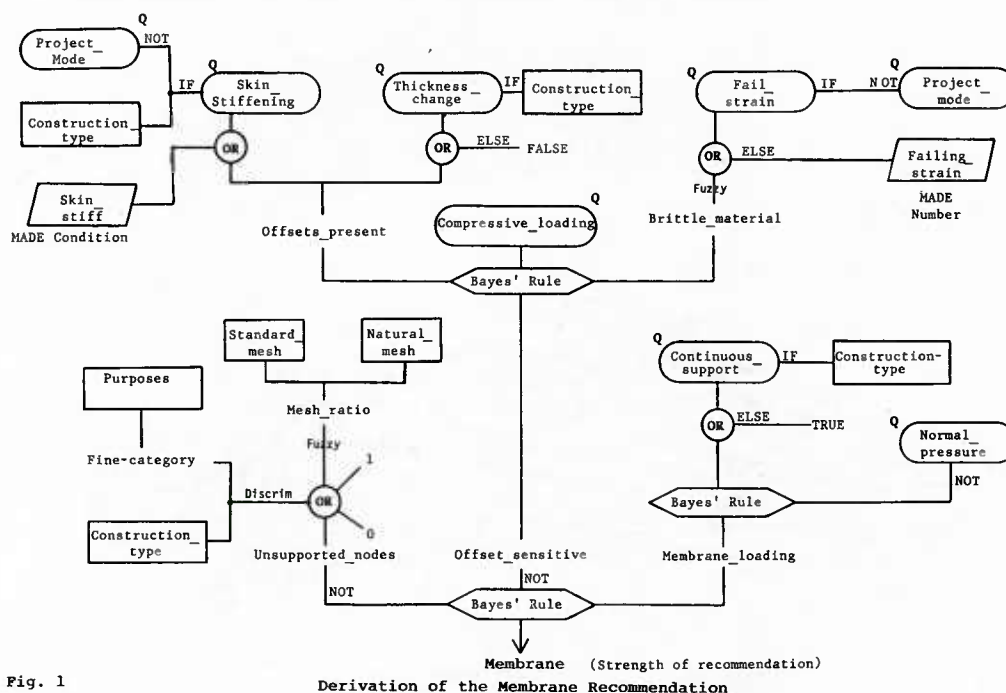 Q
Project_
Mode
NOT
IF
Construction_
type
Q
Skin_
Stiffening
OR
Skin_
stiff
MADE Condition
Q
Thickness_
change
IF
Construction_
type
OR
ELSE
FALSE
Q
Fail_
strain
IF
NOT
Q
Project_
mode
OR
ELSE
Fuzzy
Failing_
strain
MADE
Number
Offsets_present
Q
Compressive_loading
Brittle_material
Bayes' Rule
Standard_
mesh
Natural_
mesh
Purposes
Mesh_ratio
Fuzzy
Fine-category
Discrim
OR
1
0
Construction_
type
Unsupported_nodes
NOT
Q
Continuous_
support
IF
Construction-
type
OR
ELSE
TRUE
Q
Normal_
pressure
NOT
Bayes' Rule
Offset_sensitive
NOT
Membrane_loading
Bayes' Rule
Membrane (Strength of recommendation)
Fig. 1
Derivation of the Membrane Recommendation